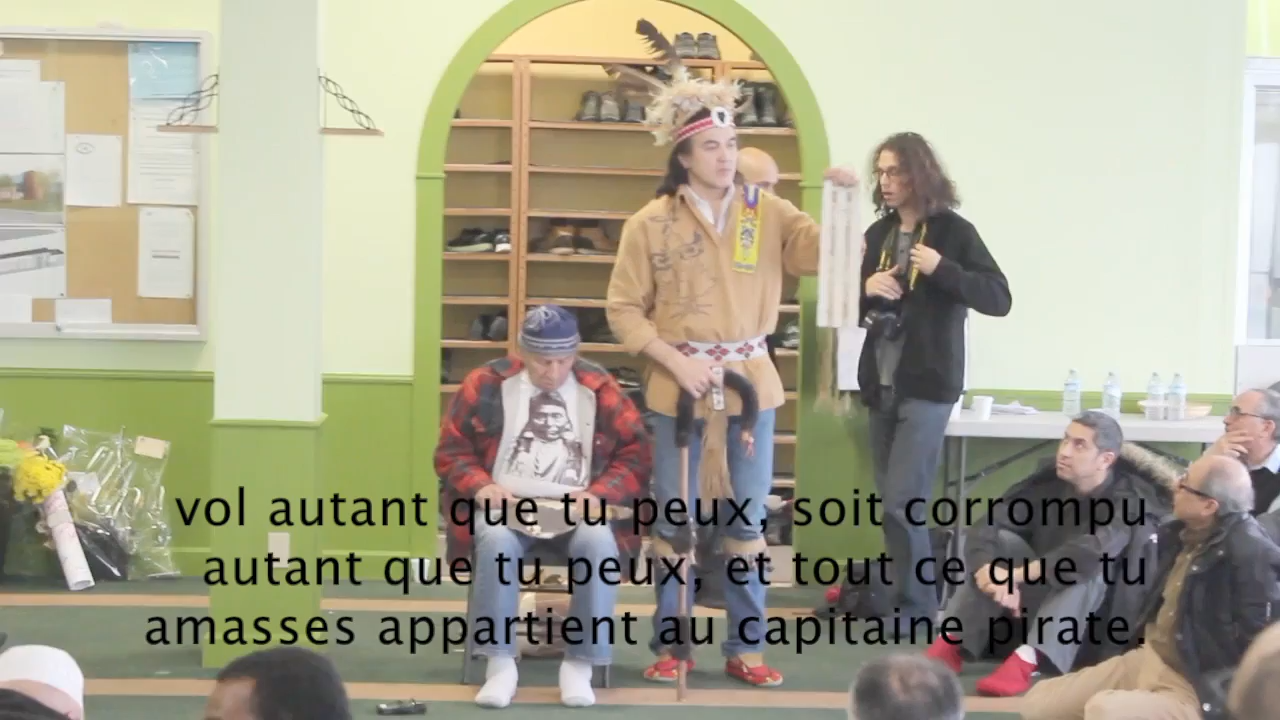 vol autant que tu peux, soit corrompu
autant que tu peux, et tout ce que tu
amasses appartient au capitaine pirate.